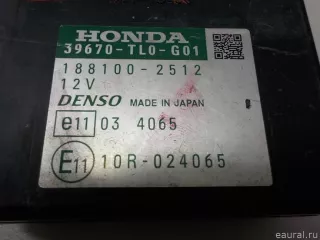 HONDA
39670-TL0-G01
188100-2512
12V
DENSO MADE IN JAPAN
e11 03 4065
E11 10R-024065
eaural.ru